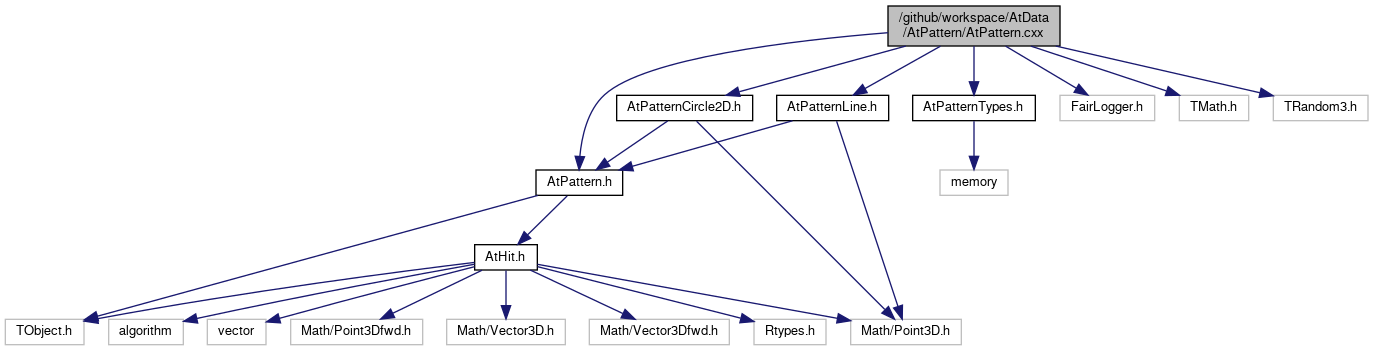 /github/workspace/AtData
/AtPattern/AtPattern.cxx
AtPatternCircle2D.h
AtPatternLine.h
AtPatternTypes.h
FairLogger.h
TMath.h
TRandom3.h
AtPattern.h
memory
AtHit.h
TObject.h
algorithm
vector
Math/Point3Dfwd.h
Math/Vector3D.h
Math/Vector3Dfwd.h
Rtypes.h
Math/Point3D.h